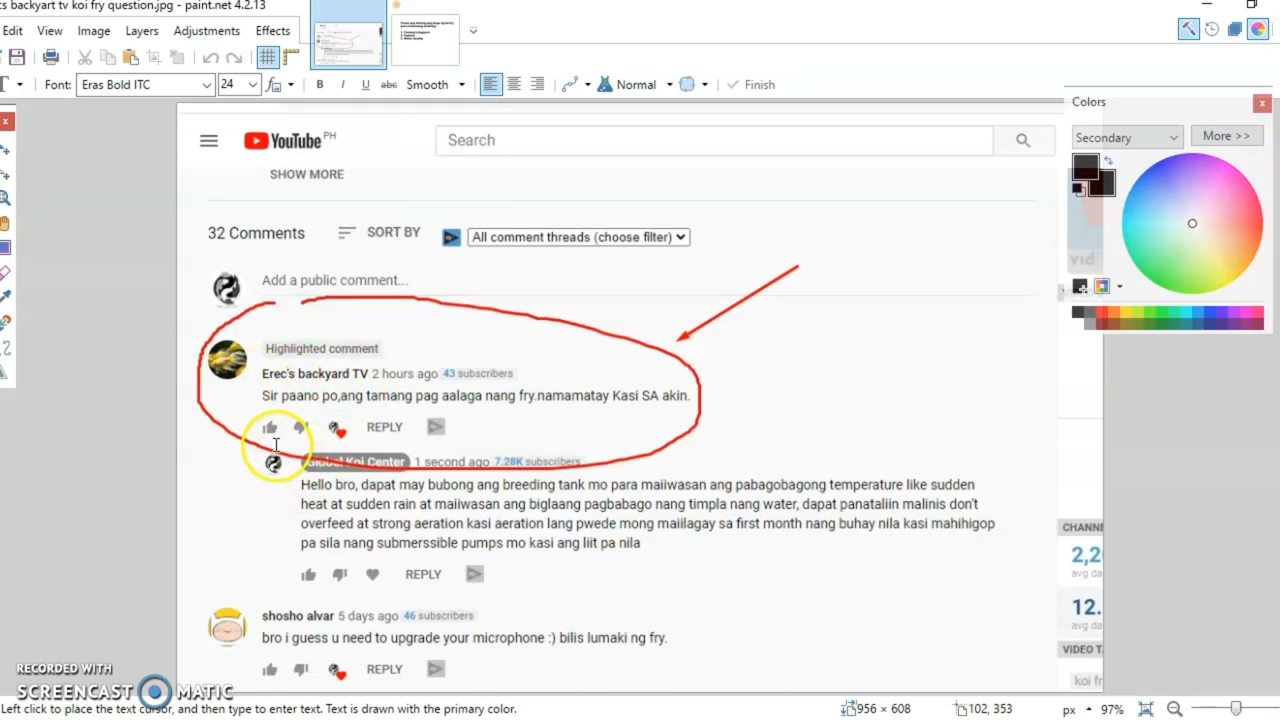 cs backyart tv koi fry question.jpg - paint.net 4.2.13
Edit View Image Layers Adjustments Effects
Font: Eras Bold ITC 24 B I U abc Smooth Normal Finish
Colors
Secondary More >>
YouTube PH
Search
SHOW MORE
32 Comments SORT BY All comment threads (choose filter)
Add a public comment...
Highlighted comment
Erec's backyard TV 2 hours ago 43 subscribers
Sir paano po,ang tamang pag aalaga nang fry.namamatay Kasi SA akin.
REPLY
Global Koi Center 1 second ago 7.28K subscribers
Hello bro, dapat may bubong ang breeding tank mo para maiiwasan ang pabagobagong temperature like sudden
heat at sudden rain at maiiwasan ang biglaang pagbabago nang timpla nang water, dapat panataliin malinis don't
overfeed at strong aeration kasi aeration lang pwede mong maiilagay sa first month nang buhay nila kasi mahihigop
pa sila nang submerssible pumps mo kasi ang liit pa nila
REPLY
shosho alvar 5 days ago 46 subscribers
bro i guess u need to upgrade your microphone :) bilis lumaki ng fry.
REPLY
vid
CHANN
2,2
avg da
12.
avg da
VIDEO T
koi fr
RECORDED WITH
SCREENCAST MATIC
Left click to place the text cursor, and then type to enter text. Text is drawn with the primary color.
956 × 608 102, 353 px 97%